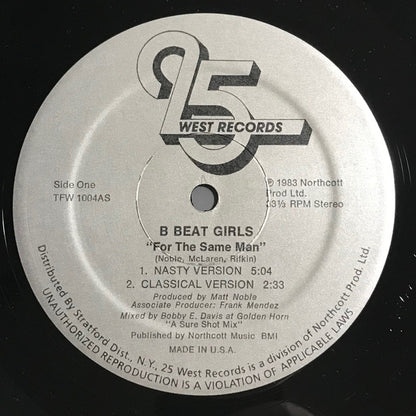 25
WEST RECORDS
Side One
TFW 1004AS
℗ 1983 Northcott
Prod Ltd.
33⅓ RPM Stereo
B BEAT GIRLS
"For The Same Man"
(Noble, McLaren, Rifkin)
1. NASTY VERSION 5:04
2. CLASSICAL VERSION 2:33
Produced by Matt Noble
Associate Producer: Frank Mendez
Mixed by Bobby E. Davis at Golden Horn
"A Sure Shot Mix"
Published by Northcott Music BMI
MADE IN U.S.A.
Distributed By Stratford Dist., N.Y., 25 West Records is a division of Northcott Prod. Ltd.
UNAUTHORIZED REPRODUCTION IS A VIOLATION OF APPLICABLE LAWS